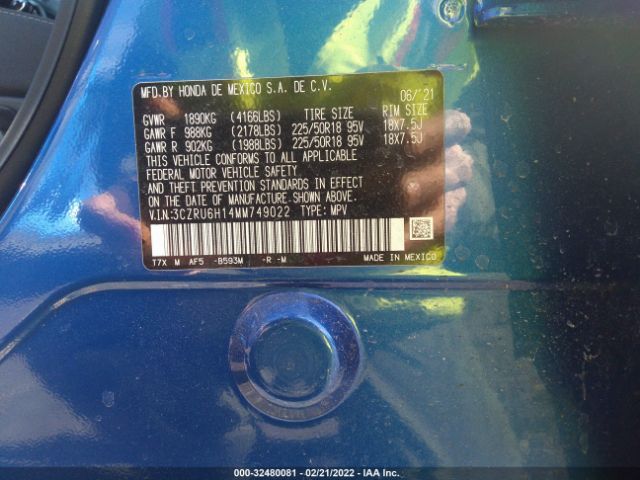 MFD.BY HONDA DE MEXICO S.A. DE C.V. 06/'21
GVWR 1890KG (4166LBS) TIRE SIZE RIM SIZE
GAWR F 988KG (2178LBS) 225/50R18 95V 18X7.5J
GAWR R 902KG (1988LBS) 225/50R18 95V 18X7.5J
THIS VEHICLE CONFORMS TO ALL APPLICABLE
FEDERAL MOTOR VEHICLE SAFETY
AND THEFT PREVENTION STANDARDS IN EFFECT
ON THE DATE OF MANUFACTURE SHOWN ABOVE.
V.I.N:3CZRU6H14MM749022 TYPE: MPV
T7X M AF5 -B593M -R -M MADE IN MEXICO
000-32480081 - 02/21/2022 - IAA Inc.